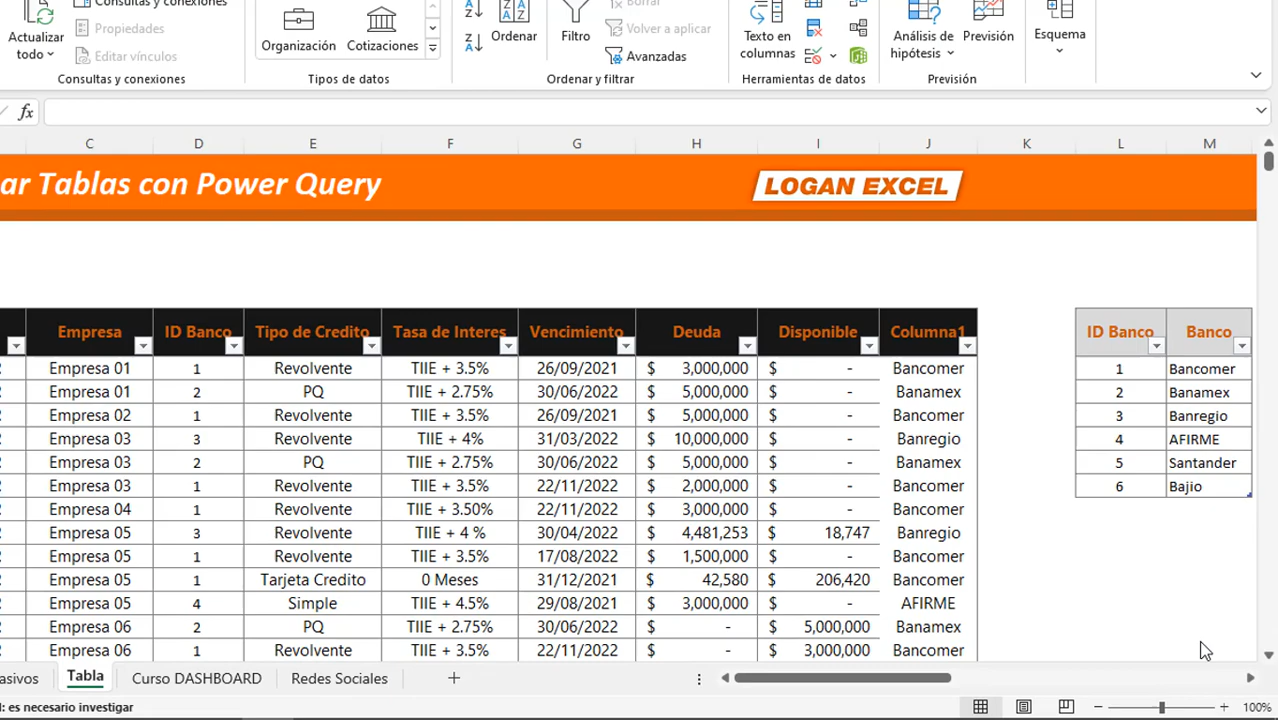 Consultas y conexiones
Actualizar todo
Propiedades
Editar vínculos
Consultas y conexiones
Organización
Cotizaciones
Tipos de datos
Ordenar
Filtro
Borrar
Volver a aplicar
Avanzadas
Ordenar y filtrar
Texto en columnas
Herramientas de datos
Análisis de hipótesis
Previsión
Previsión
Esquema
fx
C D E F G H I J K L M
ar Tablas con Power Query
LOGAN EXCEL
Empresa ID Banco Tipo de Credito Tasa de Interes Vencimiento Deuda Disponible Columna1 ID Banco Banco
Empresa 01 1 Revolvente TIIE + 3.5% 26/09/2021 $ 3,000,000 $ - Bancomer 1 Bancomer
Empresa 01 2 PQ TIIE + 2.75% 30/06/2022 $ 5,000,000 $ - Banamex 2 Banamex
Empresa 02 1 Revolvente TIIE + 3.5% 26/09/2021 $ 5,000,000 $ - Bancomer 3 Banregio
Empresa 03 3 Revolvente TIIE + 4% 31/03/2022 $ 10,000,000 $ - Banregio 4 AFIRME
Empresa 03 2 PQ TIIE + 2.75% 30/06/2022 $ 5,000,000 $ - Banamex 5 Santander
Empresa 03 1 Revolvente TIIE + 3.5% 22/11/2022 $ 2,000,000 $ - Bancomer 6 Bajio
Empresa 04 1 Revolvente TIIE + 3.50% 22/11/2022 $ 3,000,000 $ - Bancomer
Empresa 05 3 Revolvente TIIE + 4 % 30/04/2022 $ 4,481,253 $ 18,747 Banregio
Empresa 05 1 Revolvente TIIE + 3.5% 17/08/2022 $ 1,500,000 $ - Bancomer
Empresa 05 1 Tarjeta Credito 0 Meses 31/12/2021 $ 42,580 $ 206,420 Bancomer
Empresa 05 4 Simple TIIE + 4.5% 29/08/2021 $ 3,000,000 $ - AFIRME
Empresa 06 2 PQ TIIE + 2.75% 30/06/2022 $ - $ 5,000,000 Banamex
Empresa 06 1 Revolvente TIIE + 3.5% 22/11/2022 $ - $ 3,000,000 Bancomer
asivos Tabla Curso DASHBOARD Redes Sociales +
: es necesario investigar
100%